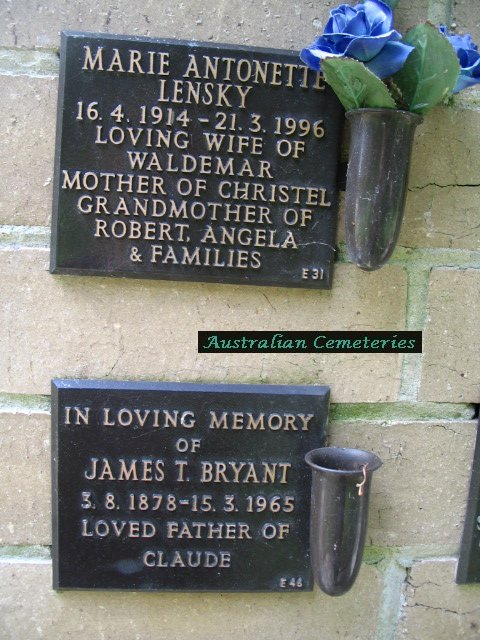 MARIE ANTONETTE
LENSKY
16. 4. 1914 - 21. 3. 1996
LOVING WIFE OF
WALDEMAR
MOTHER OF CHRISTEL
GRANDMOTHER OF
ROBERT, ANGELA
& FAMILIES
E 31
Australian Cemeteries
IN LOVING MEMORY
OF
JAMES T. BRYANT
3. 8. 1878 - 15. 3. 1965
LOVED FATHER OF
CLAUDE
E 46